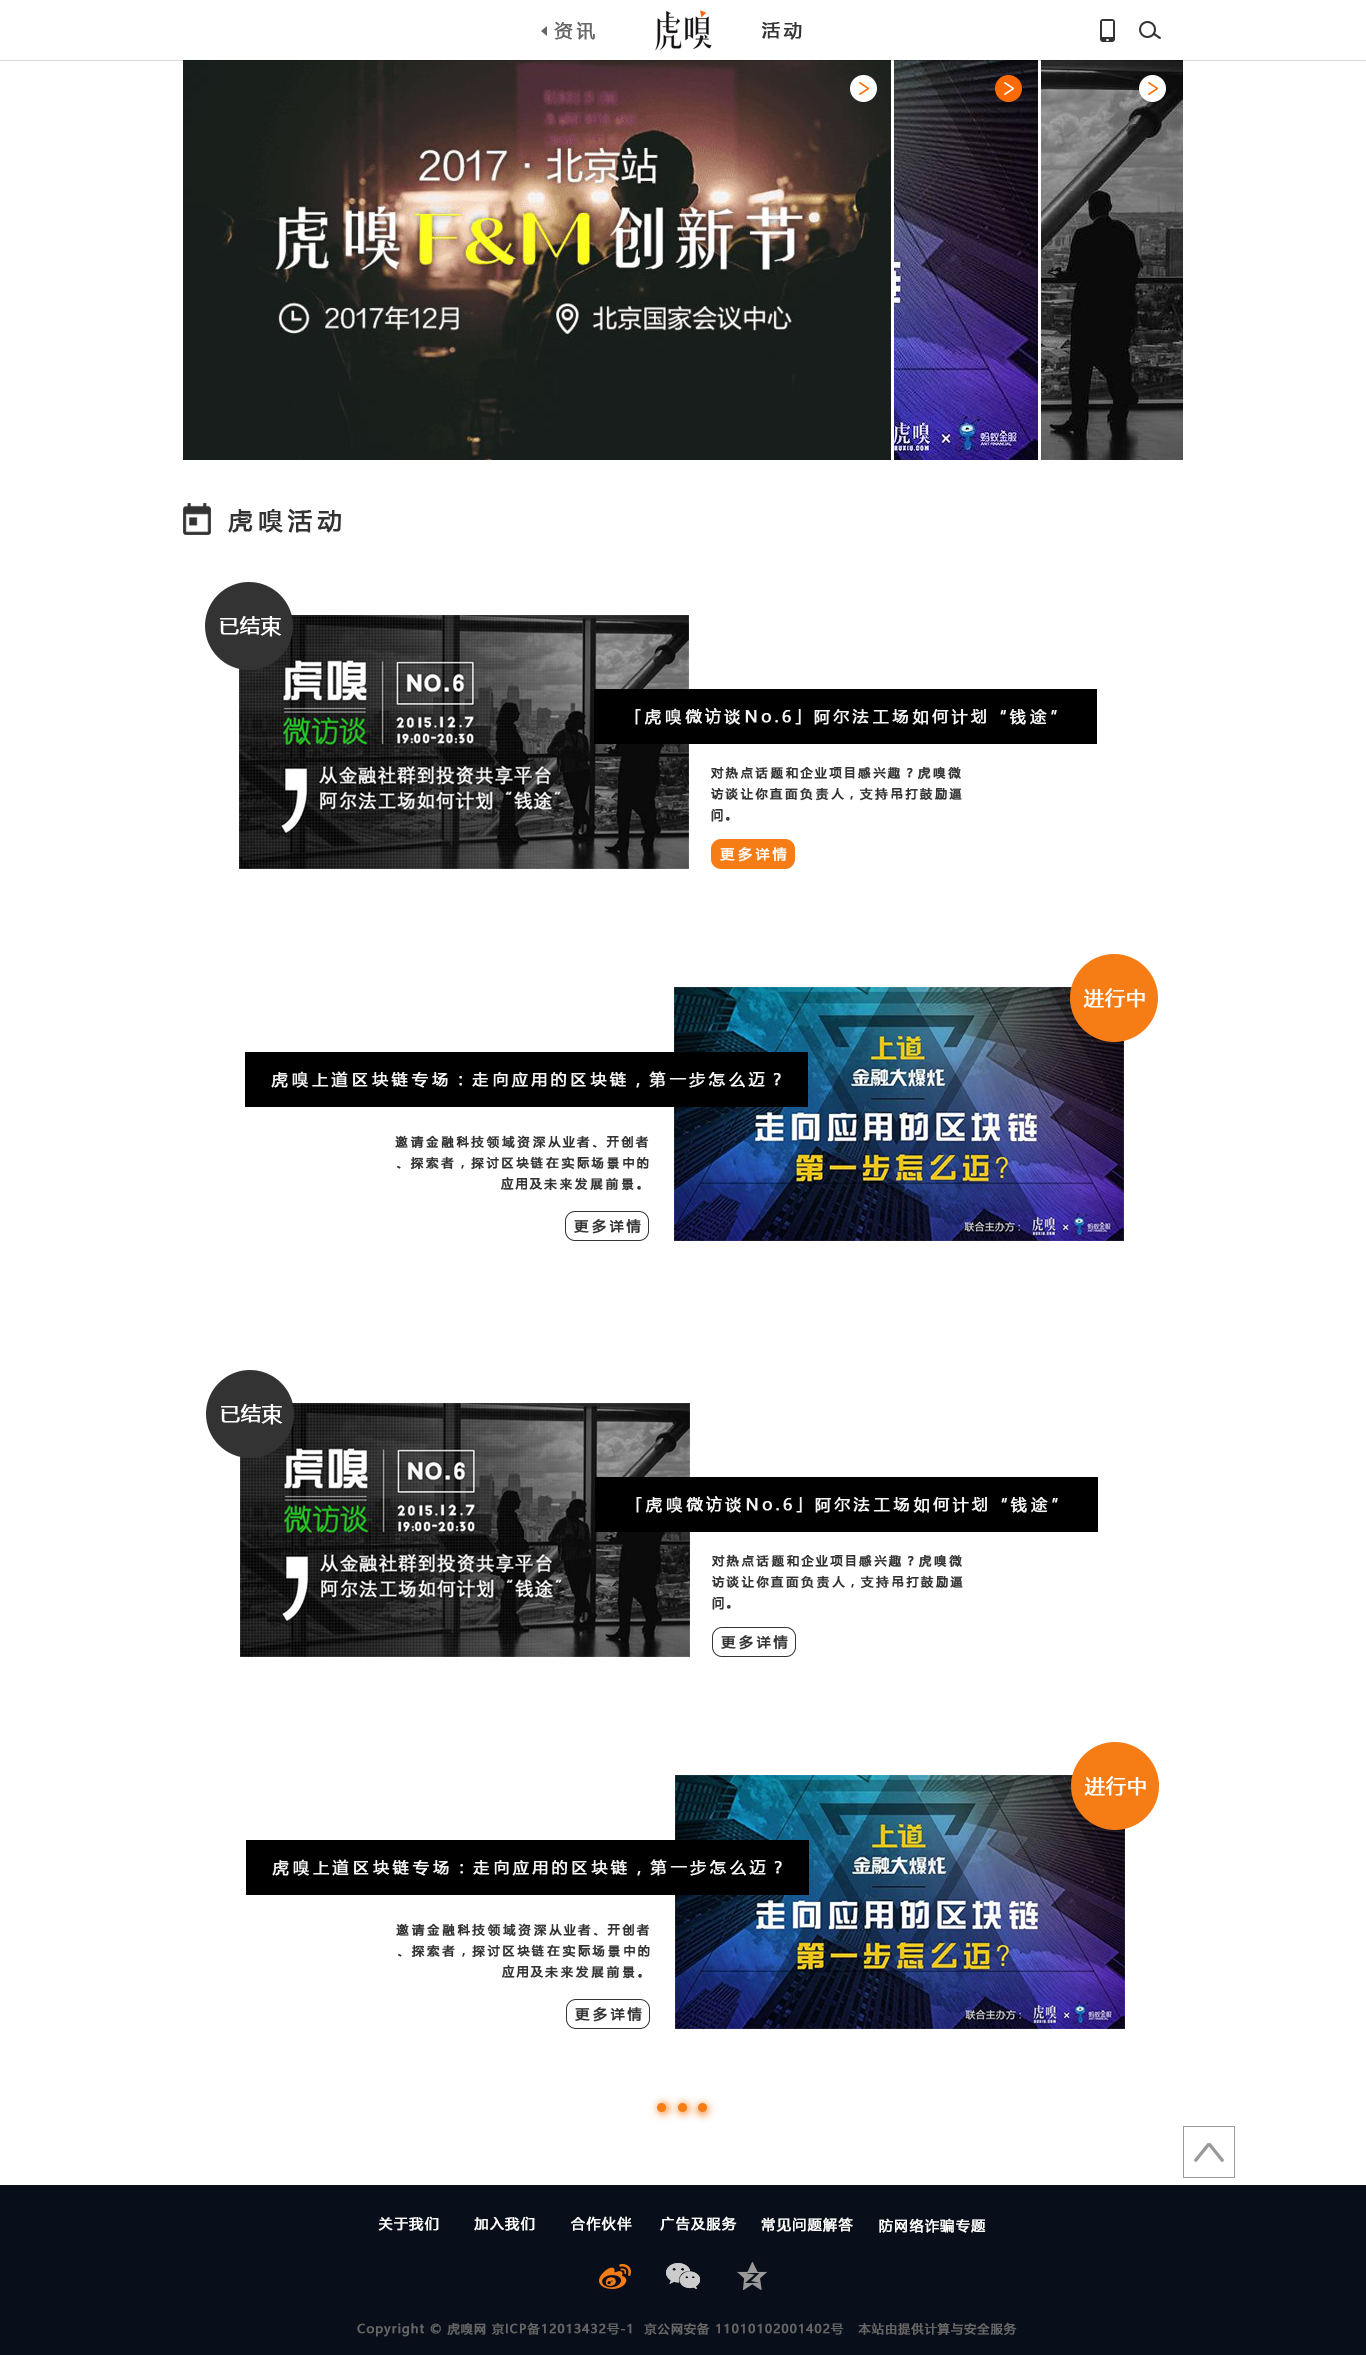 资讯
虎嗅
活动
2017 · 北京站
虎嗅F&M创新节
2017年12月
北京国家会议中心
虎嗅
HUXIU.COM
×
蚂蚁金服
ANT FINANCIAL
虎嗅活动
已结束
虎嗅
微访谈
NO.6
2015.12.7
19:00-20:30
从金融社群到投资共享平台
阿尔法工场如何计划“钱途”
「虎嗅微访谈No.6」阿尔法工场如何计划 “钱途”
对热点话题和企业项目感兴趣？虎嗅微
访谈让你直面负责人，支持吊打鼓励逼
问。
更多详情
进行中
上道
金融大爆炸
走向应用的区块链
第一步怎么迈?
联合主办方：
虎嗅
HUXIU.COM
×
蚂蚁金服
虎嗅上道区块链专场：走向应用的区块链，第一步怎么迈？
邀请金融科技领域资深从业者、开创者
、探索者，探讨区块链在实际场景中的
应用及未来发展前景。
更多详情
已结束
虎嗅
微访谈
NO.6
2015.12.7
19:00-20:30
从金融社群到投资共享平台
阿尔法工场如何计划“钱途”
「虎嗅微访谈No.6」阿尔法工场如何计划 “钱途”
对热点话题和企业项目感兴趣？虎嗅微
访谈让你直面负责人，支持吊打鼓励逼
问。
更多详情
进行中
上道
金融大爆炸
走向应用的区块链
第一步怎么迈?
联合主办方：
虎嗅
HUXIU.COM
×
蚂蚁金服
虎嗅上道区块链专场：走向应用的区块链，第一步怎么迈？
邀请金融科技领域资深从业者、开创者
、探索者，探讨区块链在实际场景中的
应用及未来发展前景。
更多详情
关于我们 加入我们 合作伙伴 广告及服务 常见问题解答 防网络诈骗专题
Copyright © 虎嗅网 京ICP备12013432号-1 京公网安备 11010102001402号 本站由提供计算与安全服务